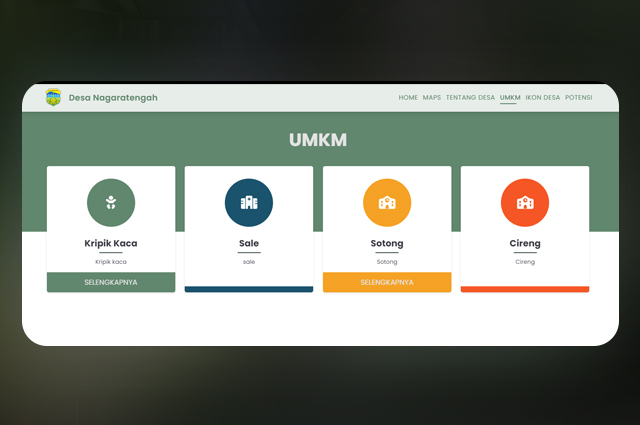 Desa Nagaratengah
HOME MAPS TENTANG DESA UMKM IKON DESA POTENSI
UMKM
Kripik Kaca
Kripik kaca
SELENGKAPNYA
Sale
sale
Sotong
Sotong
SELENGKAPNYA
Cireng
Cireng